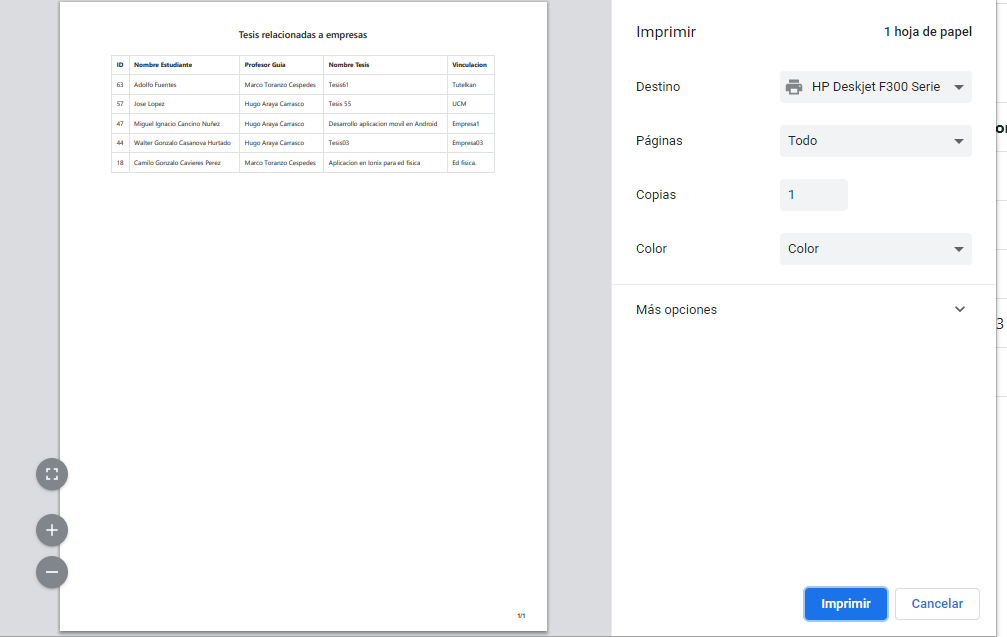 Tesis relacionadas a empresas
ID Nombre Estudiante Profesor Guia Nombre Tesis Vinculacion
63 Adolfo Fuentes Marco Toranzo Cespedes Tesis61 Tutelkan
57 Jose Lopez Hugo Araya Carrasco Tesis 55 UCM
47 Miguel Ignacio Cancino Nuñez Hugo Araya Carrasco Desarrollo aplicacion movil en Android Empresa1
44 Walter Gonzalo Casanova Hurtado Hugo Araya Carrasco Tesis03 Empresa03
18 Camilo Gonzalo Cavieres Perez Marco Toranzo Cespedes Aplicacion en Ionix para ed fisica Ed fisica.
1/1
Imprimir 1 hoja de papel
Destino HP Deskjet F300 Serie
Páginas Todo
Copias 1
Color Color
Más opciones
Imprimir Cancelar
3